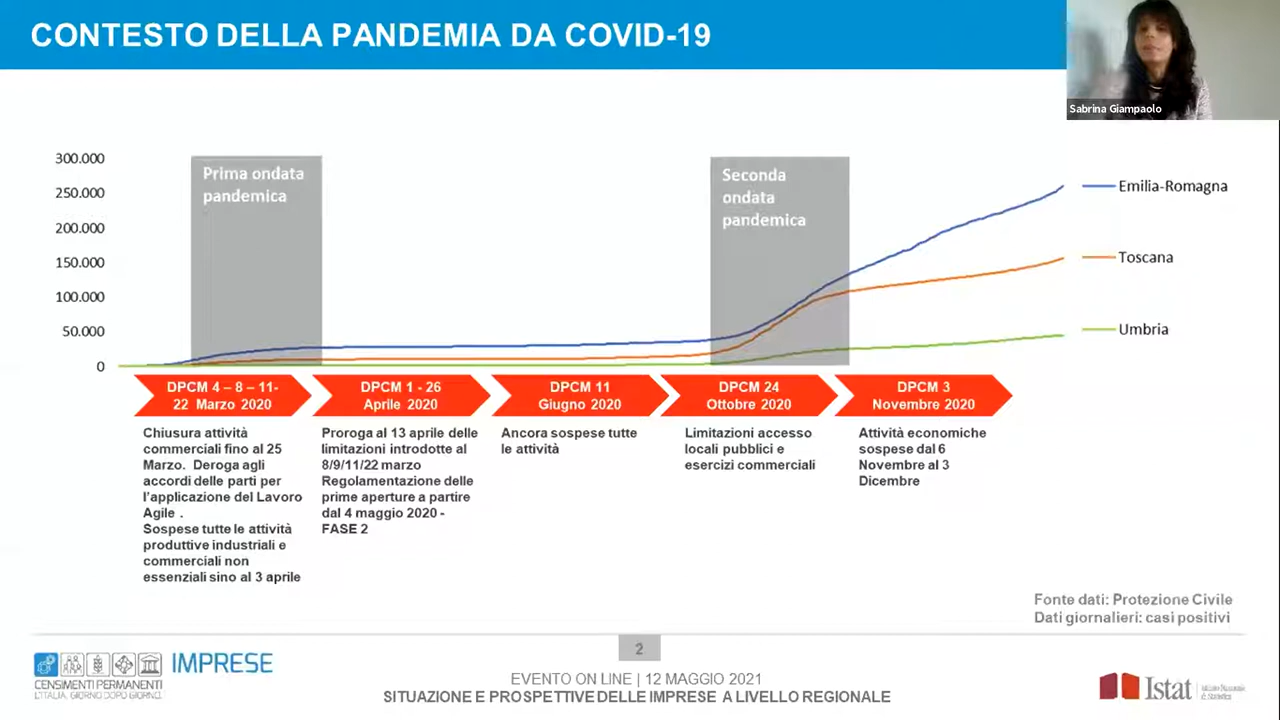 CONTESTO DELLA PANDEMIA DA COVID-19
Sabrina Giampaolo
300.000
250.000
200.000
150.000
100.000
50.000
0
Prima ondata
pandemica
Seconda
ondata
pandemica
Emilia-Romagna
Toscana
Umbria
DPCM 4 – 8 – 11-
22 Marzo 2020
DPCM 1 - 26
Aprile 2020
DPCM 11
Giugno 2020
DPCM 24
Ottobre 2020
DPCM 3
Novembre 2020
Chiusura attività
commerciali fino al 25
Marzo. Deroga agli
accordi delle parti per
l'applicazione del Lavoro
Agile .
Sospese tutte le attività
produttive industriali e
commerciali non
essenziali sino al 3 aprile
Proroga al 13 aprile delle
limitazioni introdotte al
8/9/11/22 marzo
Regolamentazione delle
prime aperture a partire
dal 4 maggio 2020 -
FASE 2
Ancora sospese tutte
le attività
Limitazioni accesso
locali pubblici e
esercizi commerciali
Attività economiche
sospese dal 6
Novembre al 3
Dicembre
Fonte dati: Protezione Civile
Dati giornalieri: casi positivi
2
IMPRESE
CENSIMENTI PERMANENTI
L'ITALIA, GIORNO DOPO GIORNO.
EVENTO ON LINE | 12 MAGGIO 2021
SITUAZIONE E PROSPETTIVE DELLE IMPRESE A LIVELLO REGIONALE
Istat